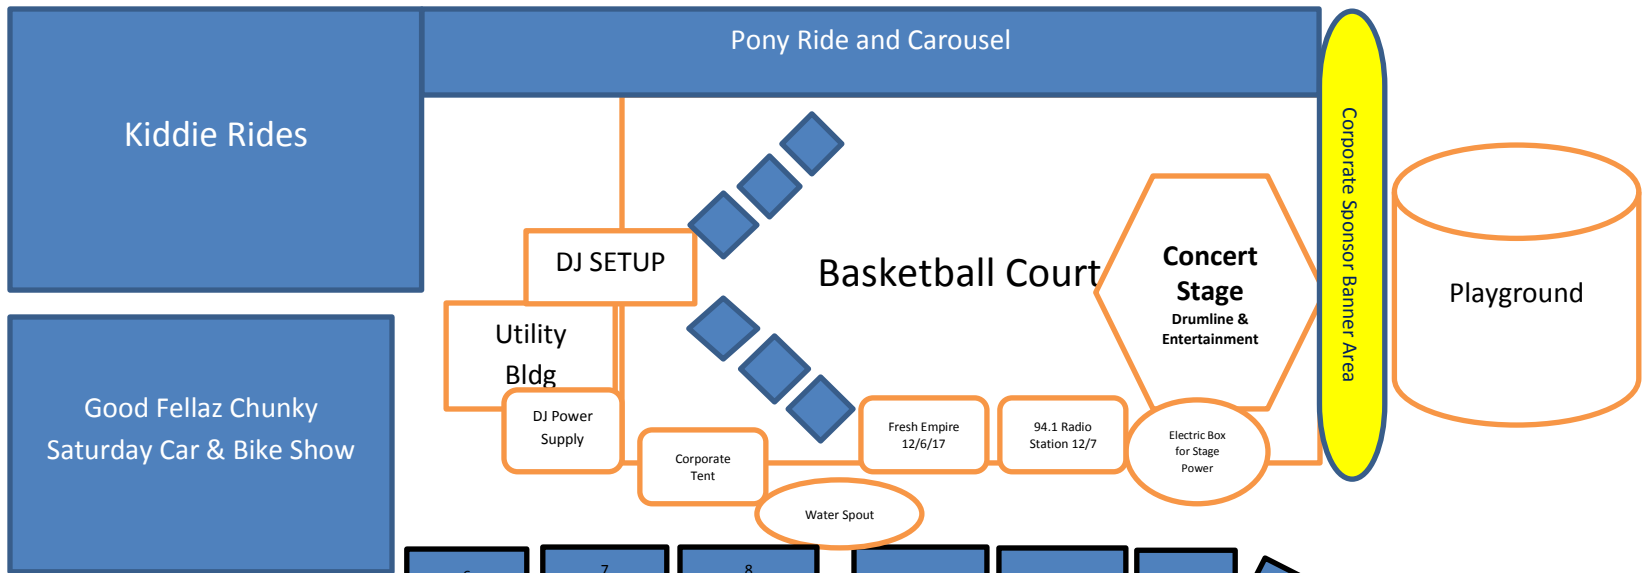 Pony Ride and Carousel
Kiddie Rides
Corporate Sponsor Banner Area
DJ SETUP
Basketball Court
Concert
Stage
Drumline &
Entertainment
Playground
Utility
Bldg
Good Fellaz Chunky
Saturday Car & Bike Show
DJ Power
Supply
Fresh Empire
12/6/17
94.1 Radio
Station 12/7
Electric Box
for Stage
Power
Corporate
Tent
Water Spout
7
8